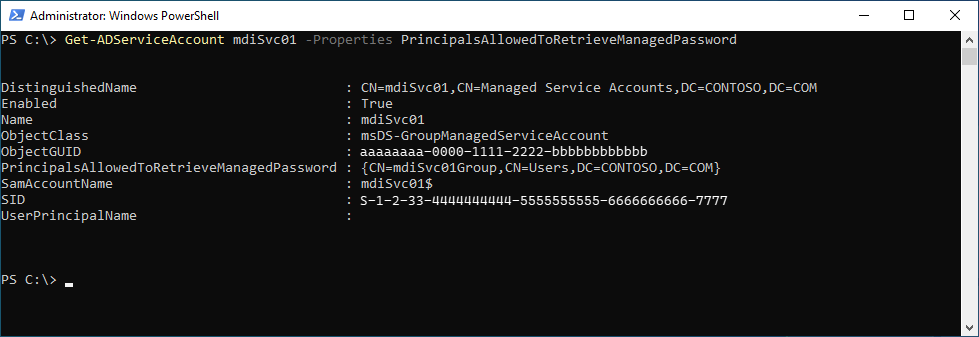 Administrator: Windows PowerShell
PS C:\> Get-ADServiceAccount mdiSvc01 -Properties PrincipalsAllowedToRetrieveManagedPassword
DistinguishedName : CN=mdiSvc01,CN=Managed Service Accounts,DC=CONTOSO,DC=COM
Enabled : True
Name : mdiSvc01
ObjectClass : msDS-GroupManagedServiceAccount
ObjectGUID : aaaaaaaa-0000-1111-2222-bbbbbbbbbbbb
PrincipalsAllowedToRetrieveManagedPassword : {CN=mdiSvc01Group,CN=Users,DC=CONTOSO,DC=COM}
SamAccountName : mdiSvc01$
SID : S-1-2-33-4444444444-5555555555-6666666666-7777
UserPrincipalName :
PS C:\>